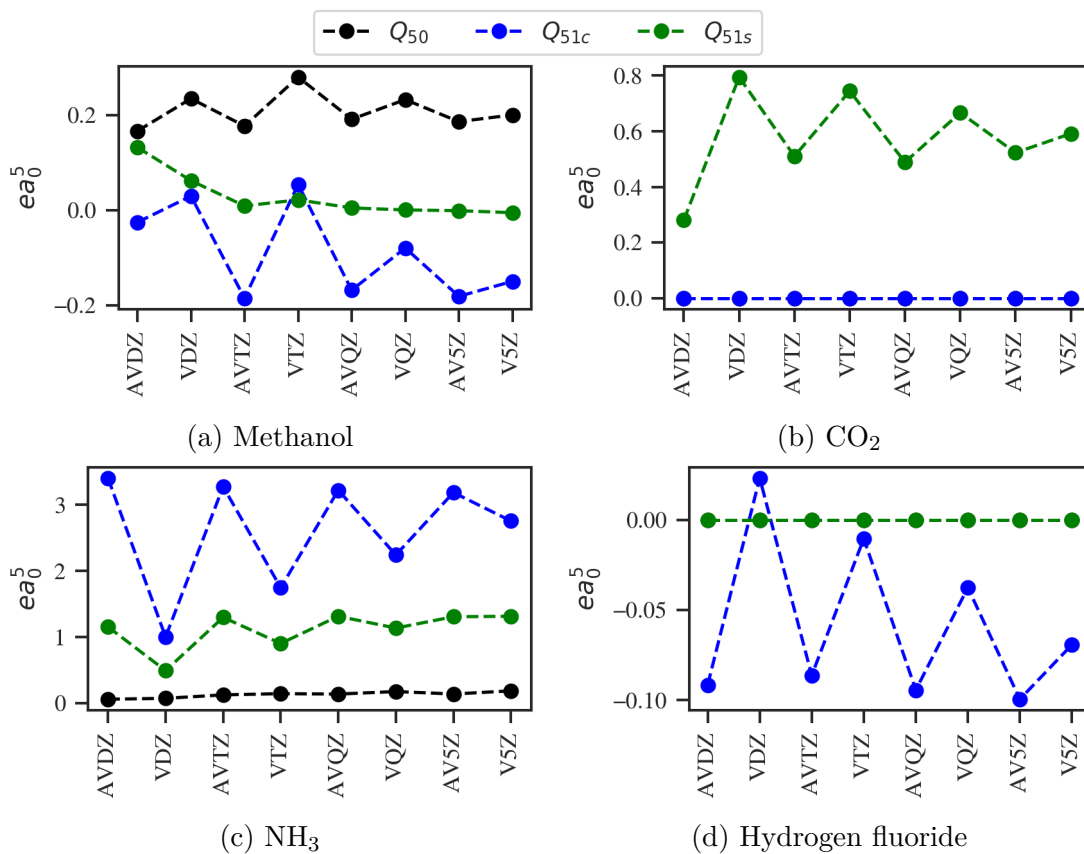 Q50 Q51c Q51s
ea0^5
0.2
0.0
−0.2
AVDZ VDZ AVTZ VTZ AVQZ VQZ AV5Z V5Z
(a) Methanol
ea0^5
0.8
0.6
0.4
0.2
0.0
AVDZ VDZ AVTZ VTZ AVQZ VQZ AV5Z V5Z
(b) CO2
ea0^5
3
2
1
0
AVDZ VDZ AVTZ VTZ AVQZ VQZ AV5Z V5Z
(c) NH3
ea0^5
0.00
−0.05
−0.10
AVDZ VDZ AVTZ VTZ AVQZ VQZ AV5Z V5Z
(d) Hydrogen fluoride